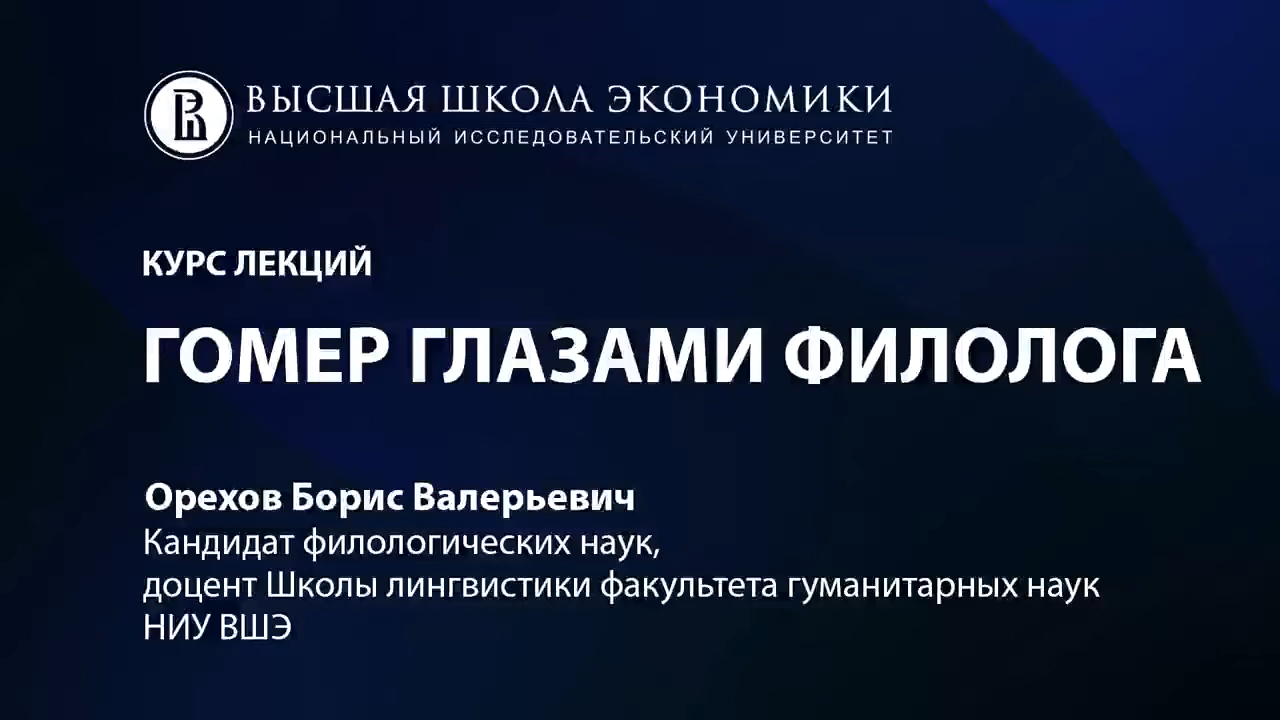 ВЫСШАЯ ШКОЛА ЭКОНОМИКИ
НАЦИОНАЛЬНЫЙ ИССЛЕДОВАТЕЛЬСКИЙ УНИВЕРСИТЕТ
КУРС ЛЕКЦИЙ
ГОМЕР ГЛАЗАМИ ФИЛОЛОГА
Орехов Борис Валерьевич
Кандидат филологических наук,
доцент Школы лингвистики факультета гуманитарных наук
НИУ ВШЭ